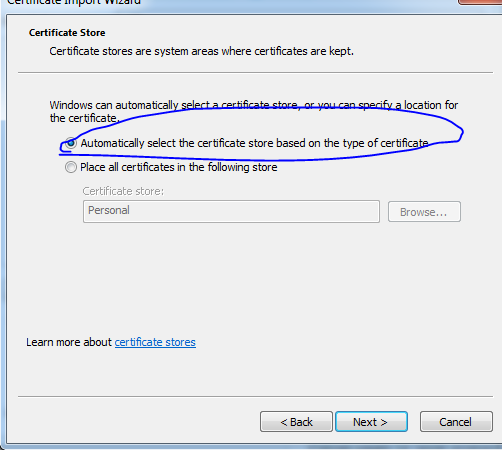 Certificate Import Wizard
Certificate Store
Certificate stores are system areas where certificates are kept.
Windows can automatically select a certificate store, or you can specify a location for
the certificate.
Automatically select the certificate store based on the type of certificate
Place all certificates in the following store
Certificate store:
Personal
Browse...
Learn more about certificate stores
< Back
Next >
Cancel